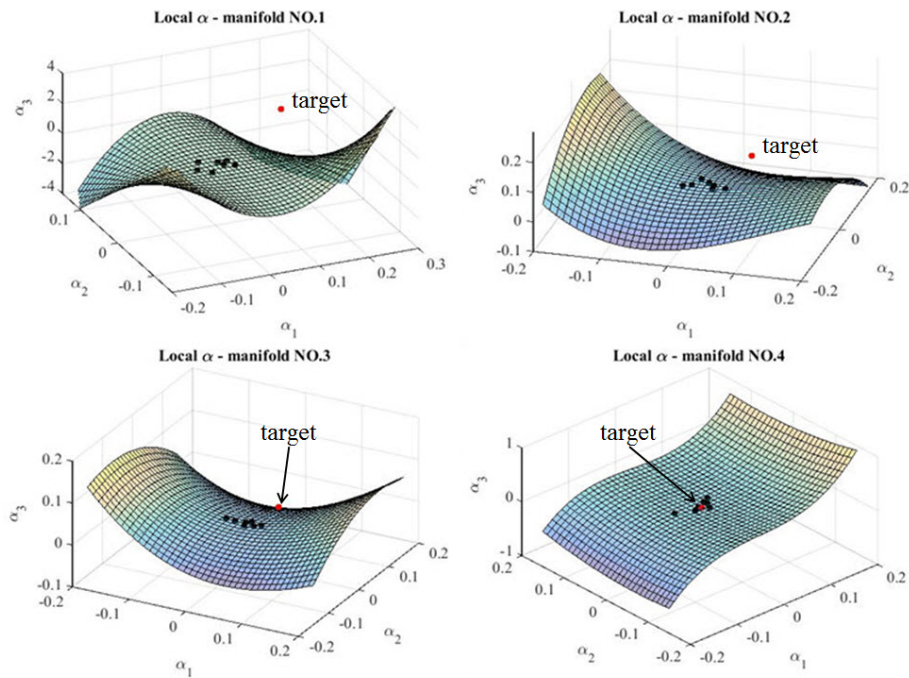 Local α - manifold NO.1
4
2
0
-2
-4
α3
target
0.1
0
-0.1
α2
-0.2
-0.1
0
0.1
0.2
0.3
α1
Local α - manifold NO.2
0.2
0.1
0
-0.1
α3
target
-0.2
-0.1
0
0.1
0.2
α1
0.2
0
-0.2
α2
Local α - manifold NO.3
0.2
0.1
0
-0.1
α3
target
-0.2
-0.1
0
0.1
0.2
α1
0.2
0.1
0
-0.1
-0.2
α2
Local α - manifold NO.4
1
0
-1
α3
target
0.2
0.1
0
-0.1
-0.2
α2
-0.2
-0.1
0
0.1
0.2
α1